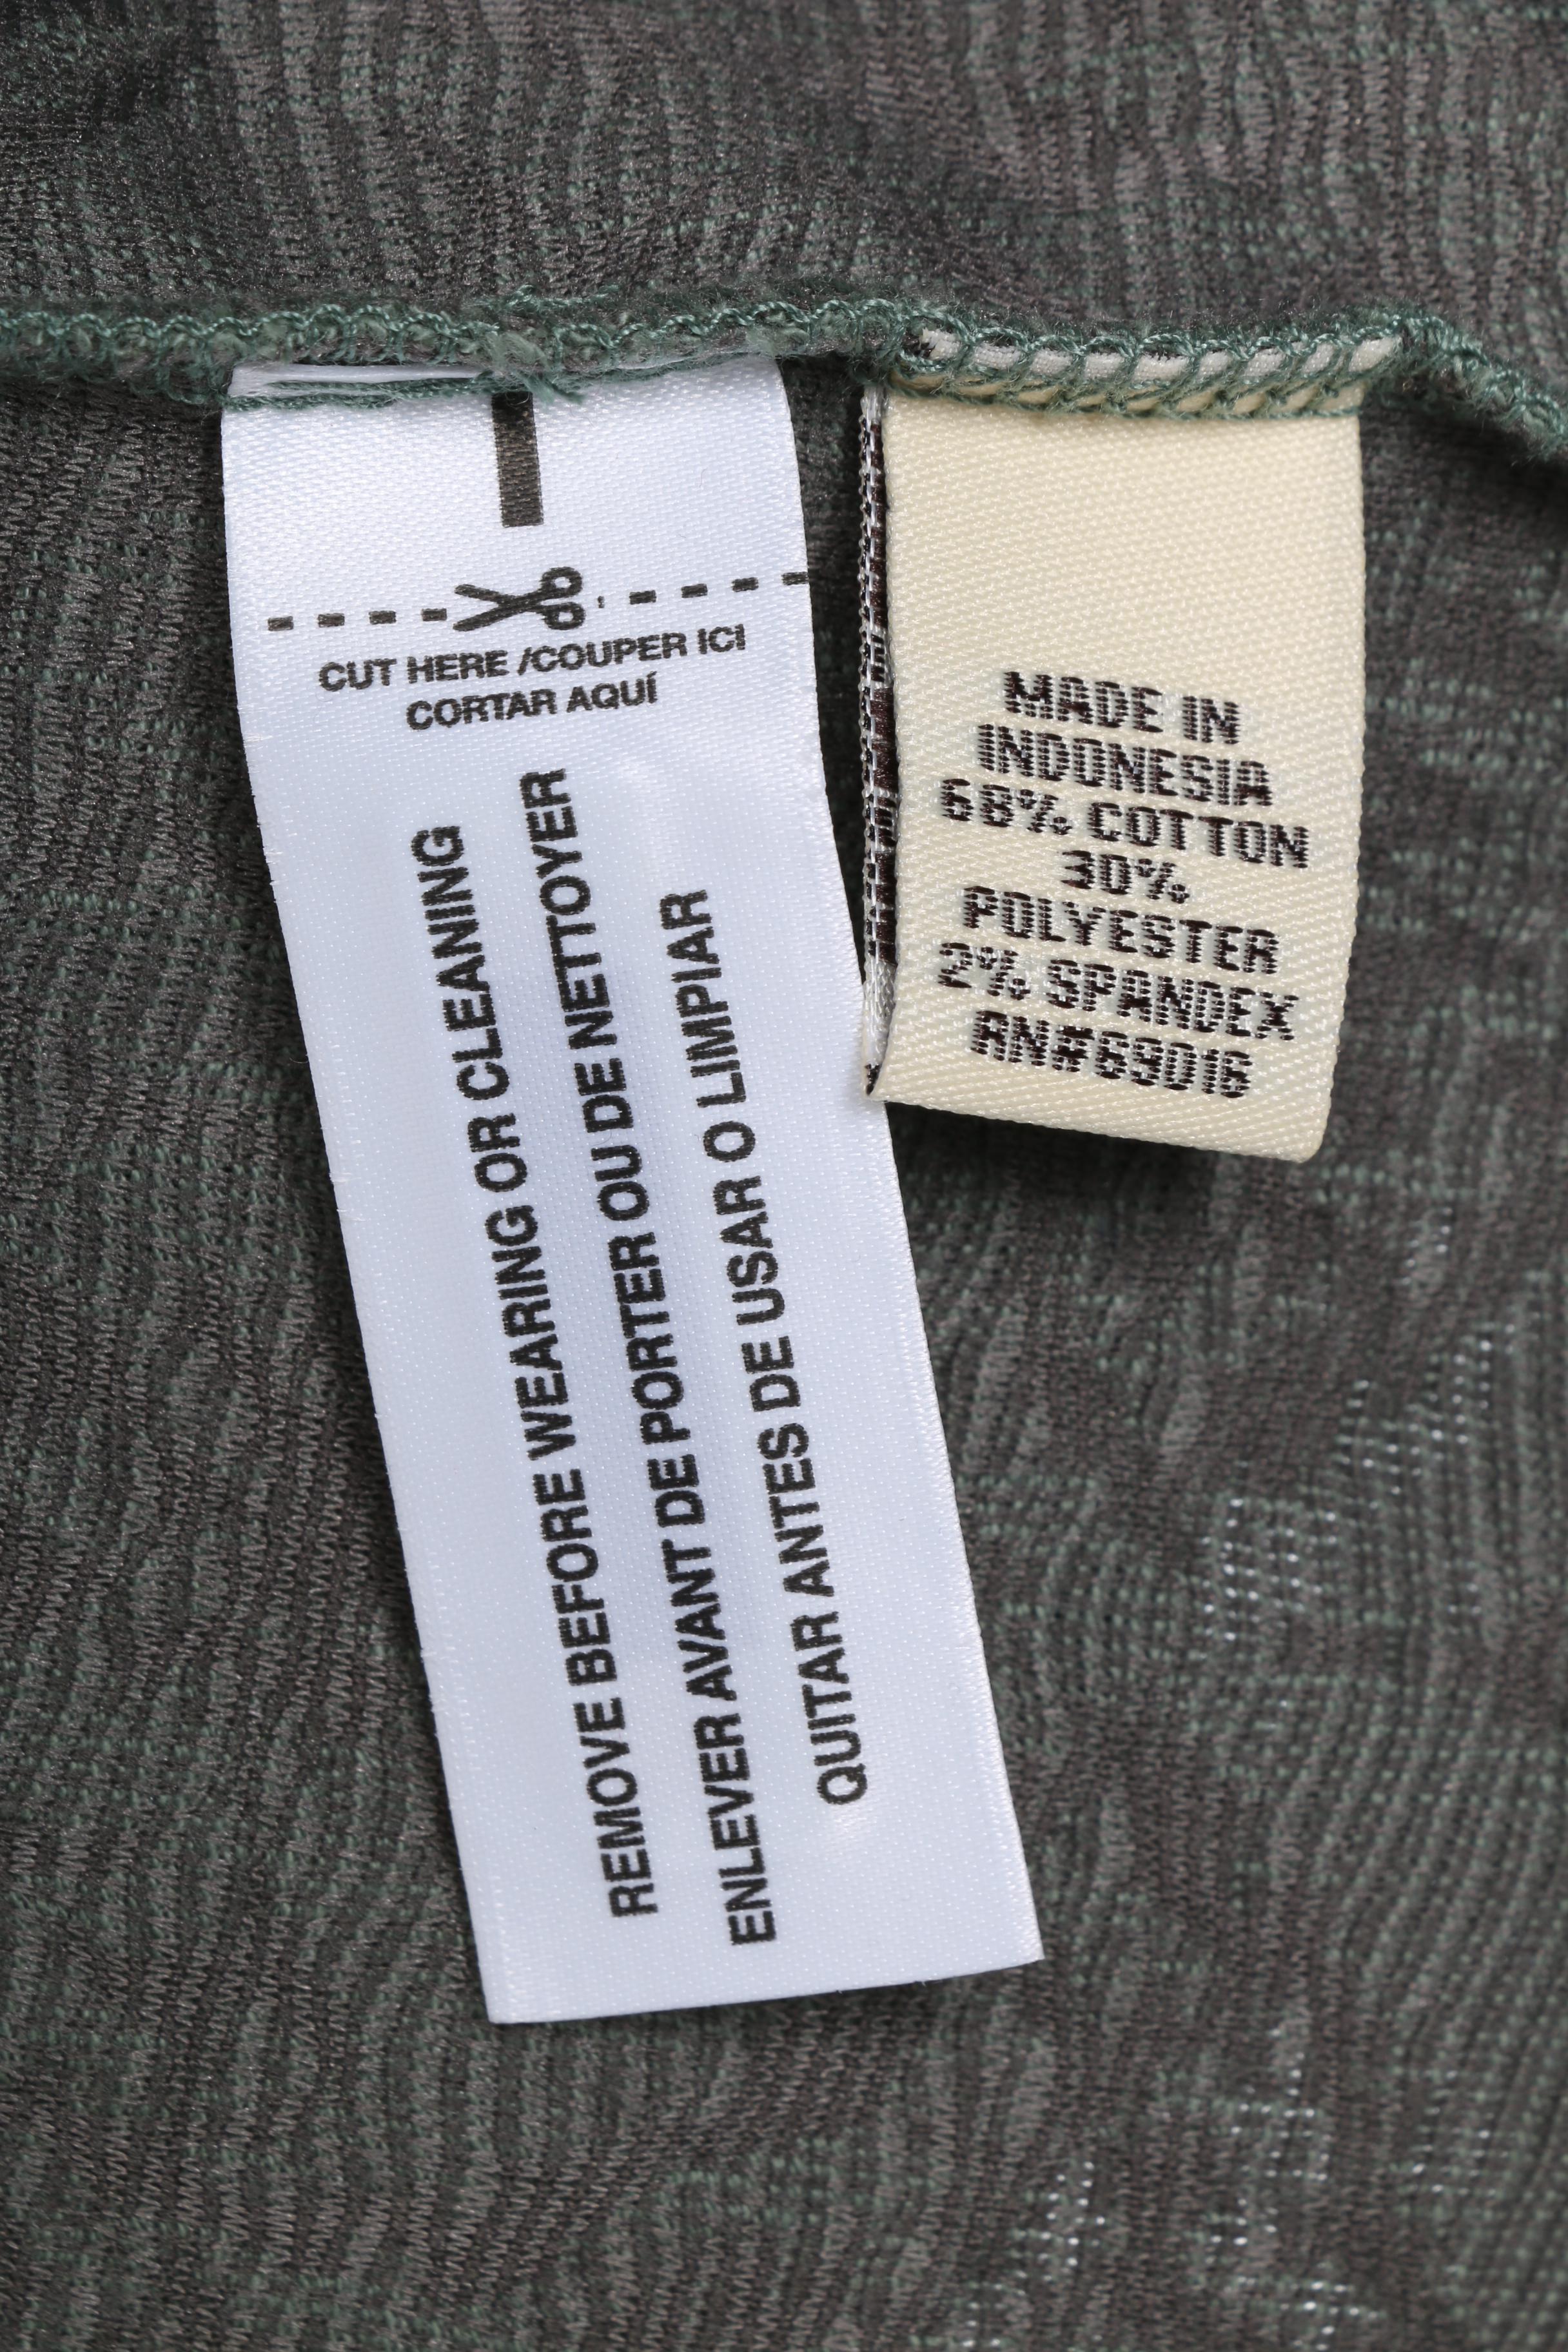 CUT HERE /COUPER ICI
CORTAR AQUÍ
REMOVE BEFORE WEARING OR CLEANING
ENLEVER AVANT DE PORTER OU DE NETTOYER
QUITAR ANTES DE USAR O LIMPIAR
MADE IN
INDONESIA
68% COTTON
30%
POLYESTER
2% SPANDEX
RN#69016